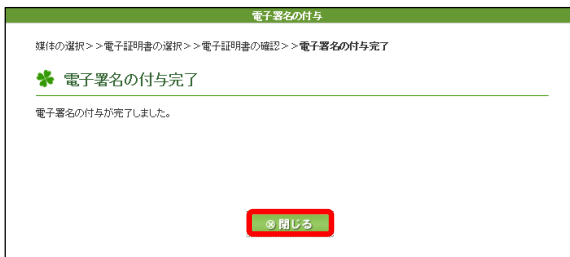 電子署名の付与
媒体の選択>>電子証明書の選択>>電子証明書の確認>>電子署名の付与完了
電子署名の付与完了
電子署名の付与が完了しました。
⊗閉じる